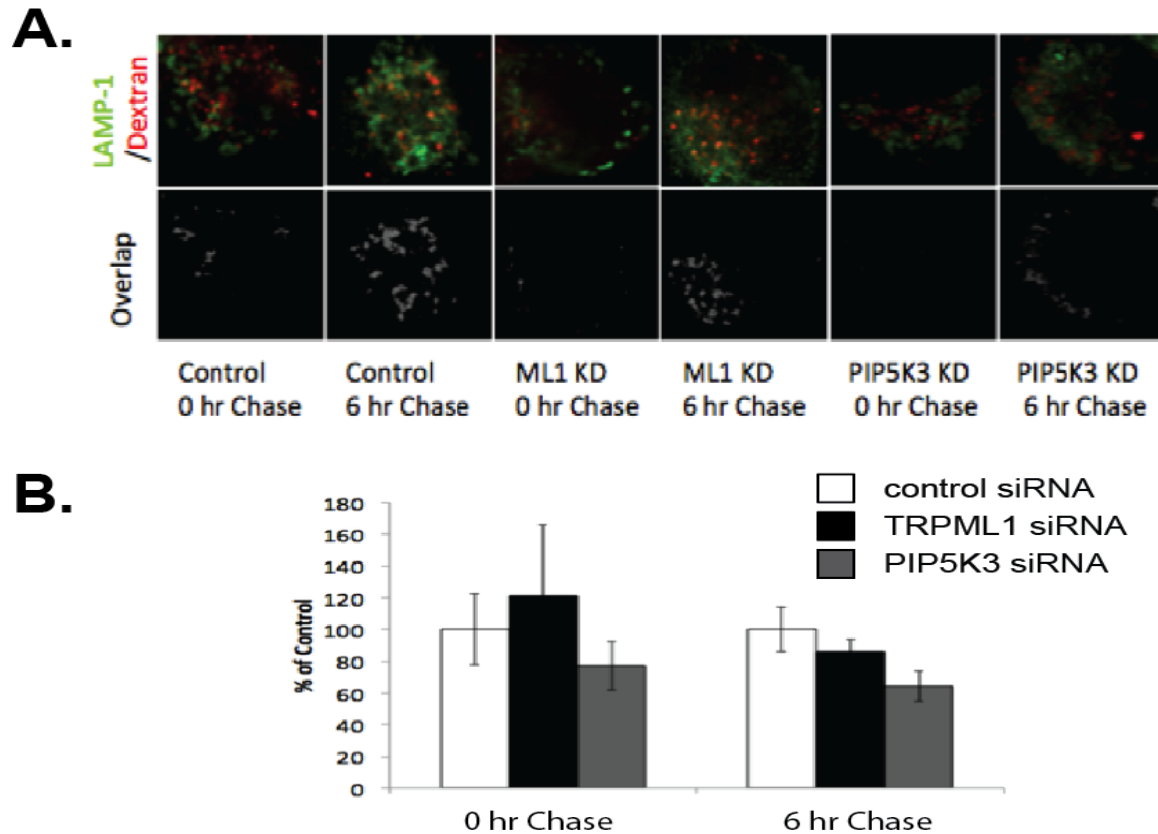 A.
LAMP-1
/Dextran
Overlap
Control
0 hr Chase
Control
6 hr Chase
ML1 KD
0 hr Chase
ML1 KD
6 hr Chase
PIP5K3 KD
0 hr Chase
PIP5K3 KD
6 hr Chase
B.
control siRNA
TRPML1 siRNA
PIP5K3 siRNA
% of Control
180
160
140
120
100
80
60
40
20
0
0 hr Chase
6 hr Chase